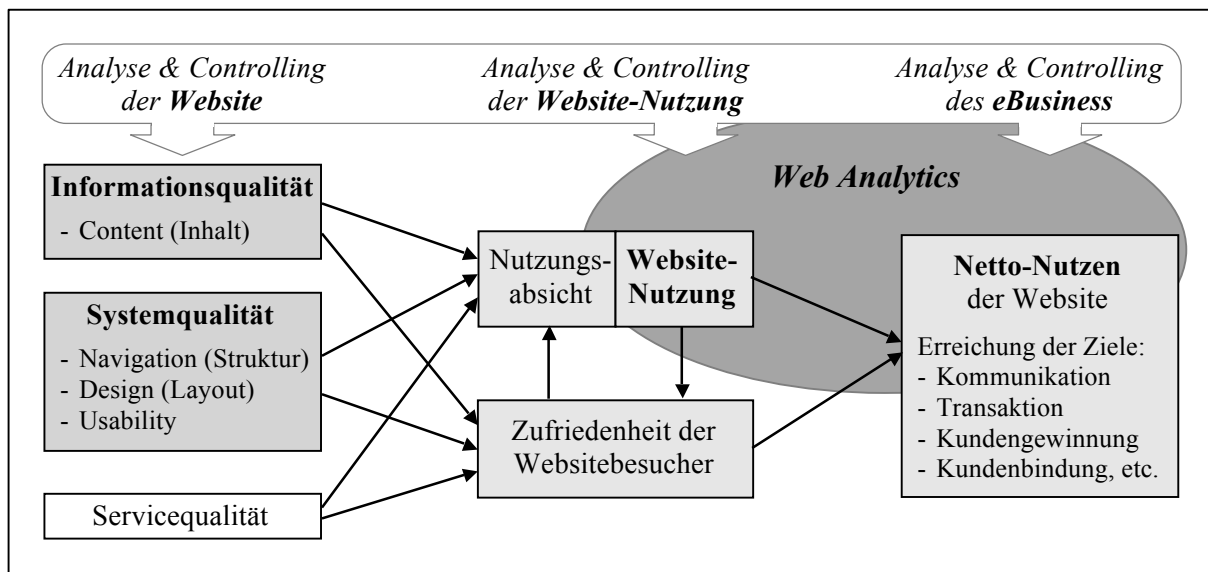 Analyse & Controlling
der Website
Analyse & Controlling
der Website-Nutzung
Analyse & Controlling
des eBusiness
Web Analytics
Informationsqualität
- Content (Inhalt)
Systemqualität
- Navigation (Struktur)
- Design (Layout)
- Usability
Servicequalität
Nutzungs-
absicht
Website-
Nutzung
Zufriedenheit der
Websitebesucher
Netto-Nutzen
der Website
Erreichung der Ziele:
- Kommunikation
- Transaktion
- Kundengewinnung
- Kundenbindung, etc.